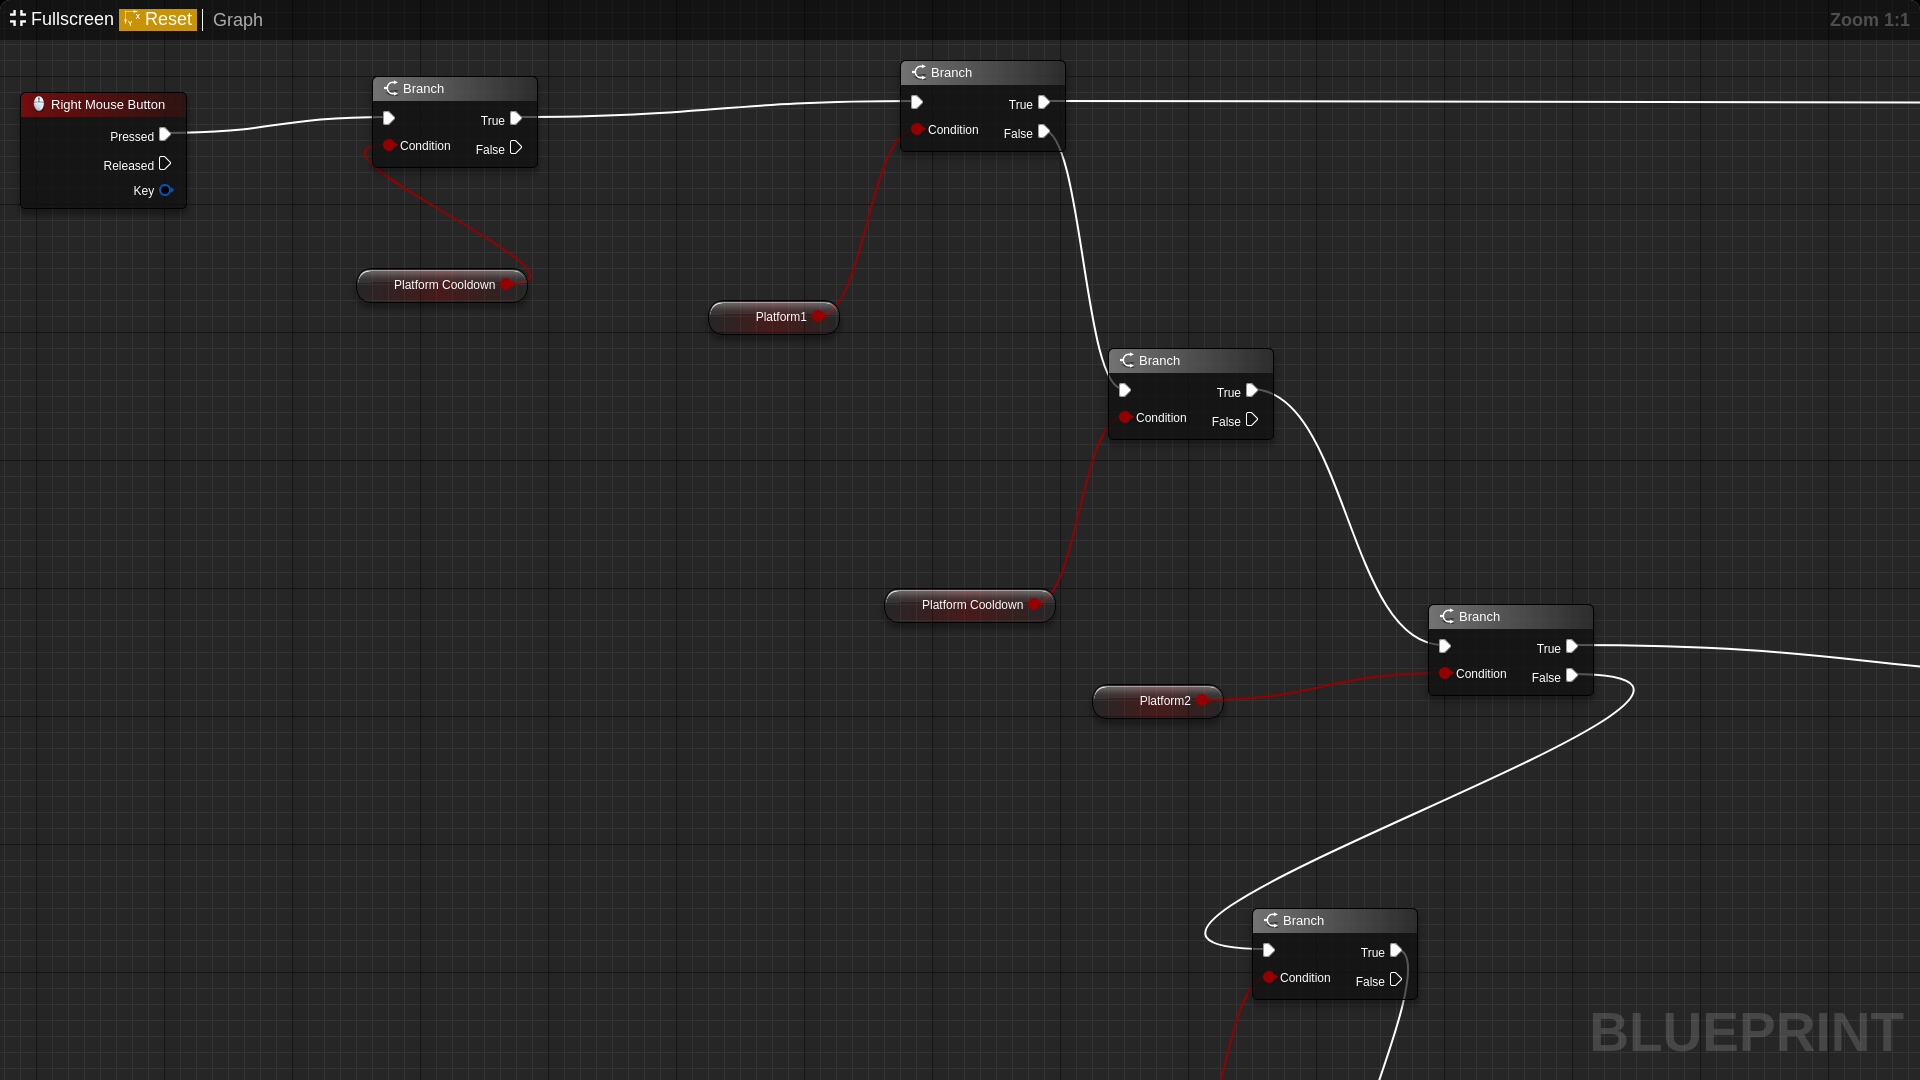 Fullscreen Reset Graph Zoom 1:1
Right Mouse Button
Pressed
Released
Key
Branch
True
Condition
False
Platform Cooldown
Branch
True
Condition
False
Platform1
Branch
True
Condition
False
Platform Cooldown
Branch
True
Condition
False
Platform2
Branch
True
Condition
False
BLUEPRINT